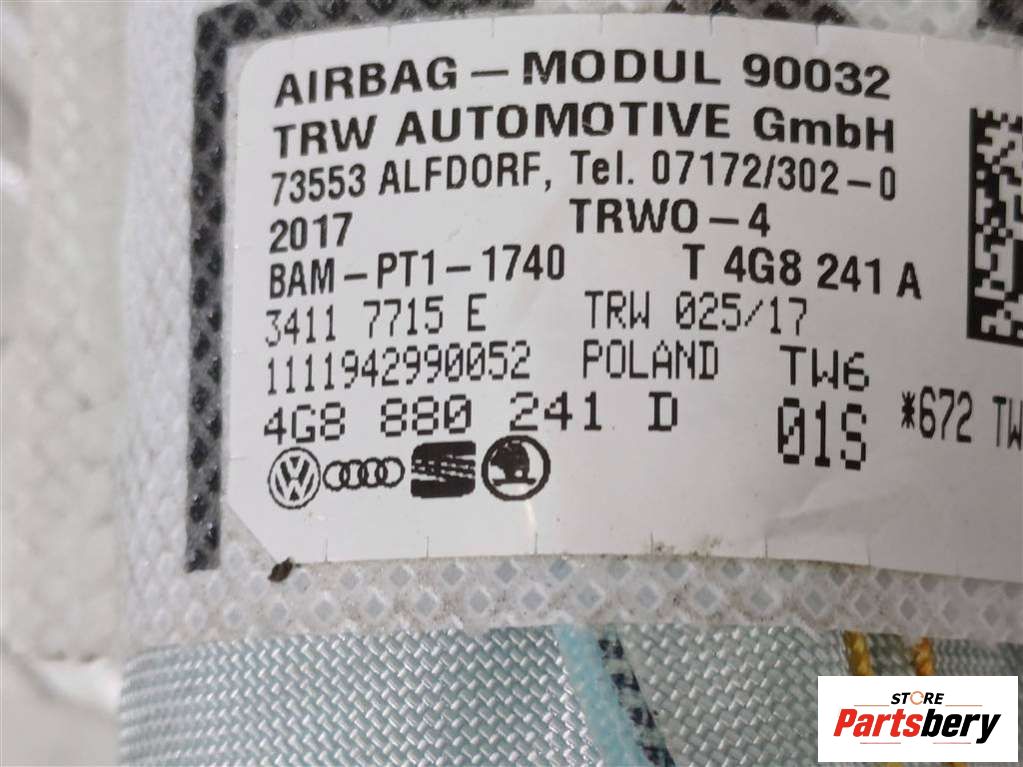 AIRBAG – MODUL 90032
TRW AUTOMOTIVE GmbH
73553 ALFDORF, Tel. 07172/302-0
2017 TRWO-4
BAM-PT1-1740 T 4G8 241 A
3411 7715 E TRW 025/17
1111942990052 POLAND TW6
4G8 880 241 D 01S *672 TW
STORE
Partsbery